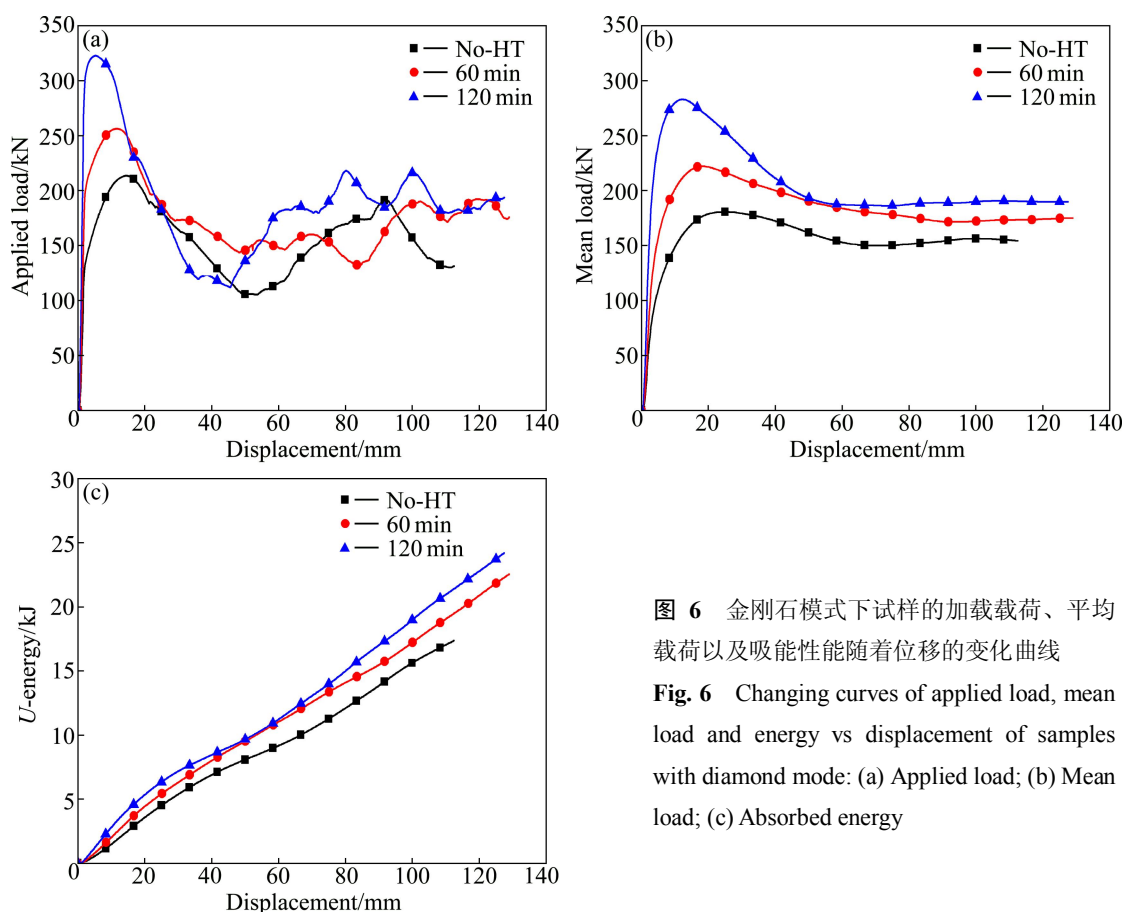 (a)
No-HT
60 min
120 min
350
300
250
200
150
100
50
0
20
40
60
80
100
120
140
Applied load/kN
Displacement/mm
(b)
No-HT
60 min
120 min
350
300
250
200
150
100
50
0
20
40
60
80
100
120
140
Mean load/kN
Displacement/mm
(c)
No-HT
60 min
120 min
30
25
20
15
10
5
0
20
40
60
80
100
120
140
U-energy/kJ
Displacement/mm
图 6 金刚石模式下试样的加载载荷、平均
载荷以及吸能性能随着位移的变化曲线
Fig. 6 Changing curves of applied load, mean
load and energy vs displacement of samples
with diamond mode: (a) Applied load; (b) Mean
load; (c) Absorbed energy